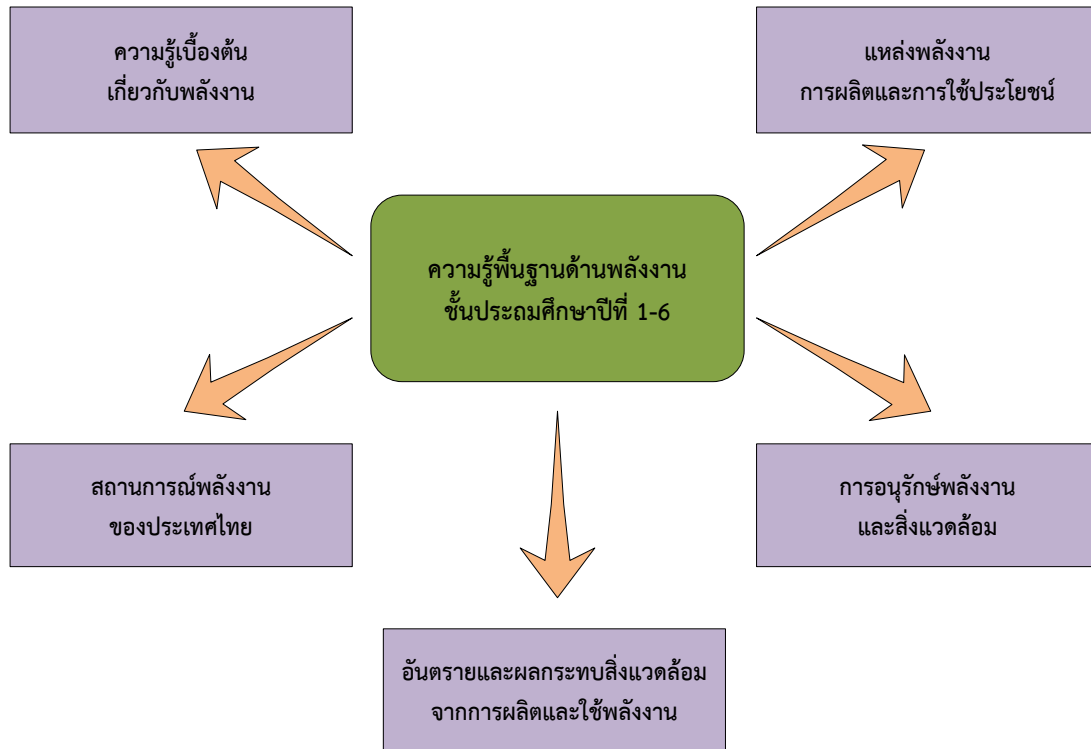 ความรู้เบื้องต้น
เกี่ยวกับพลังงาน
แหล่งพลังงาน
การผลิตและการใช้ประโยชน์
ความรู้พื้นฐานด้านพลังงาน
ชั้นประถมศึกษาปีที่ 1-6
สถานการณ์พลังงาน
ของประเทศไทย
การอนุรักษ์พลังงาน
และสิ่งแวดล้อม
อันตรายและผลกระทบสิ่งแวดล้อม
จากการผลิตและใช้พลังงาน